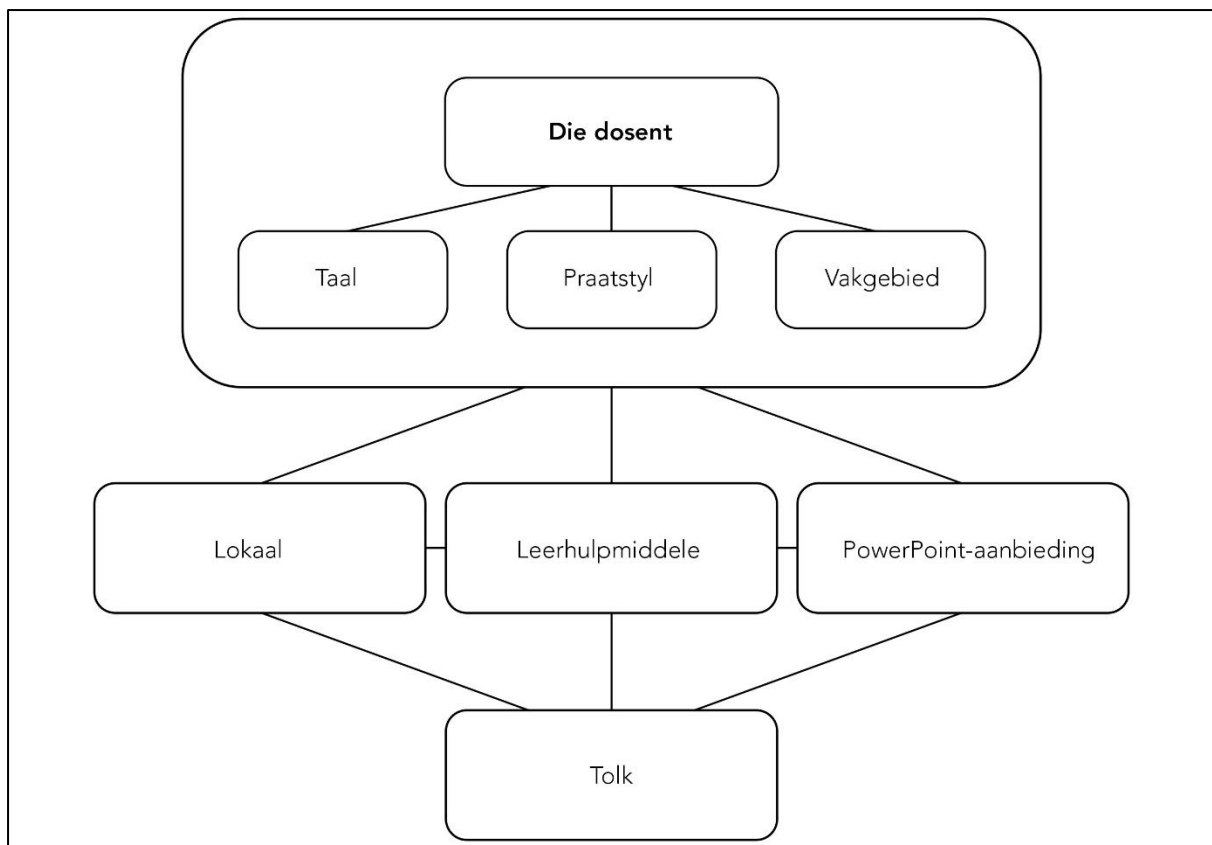 Die dosent
Taal
Praatstyl
Vakgebied
Lokaal
Leerhulpmiddele
PowerPoint-aanbieding
Tolk